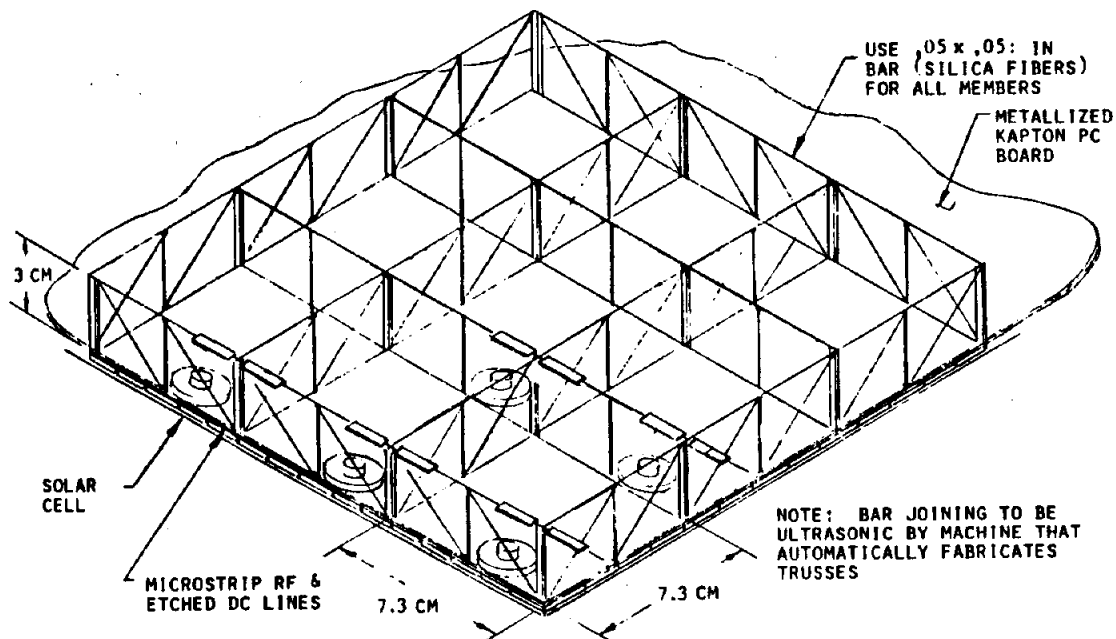 USE .05 x .05: IN
BAR (SILICA FIBERS)
FOR ALL MEMBERS
METALLIZED
KAPTON PC
BOARD
3 CM
SOLAR
CELL
MICROSTRIP RF &
ETCHED DC LINES
7.3 CM
7.3 CM
NOTE: BAR JOINING TO BE
ULTRASONIC BY MACHINE THAT
AUTOMATICALLY FABRICATES
TRUSSES